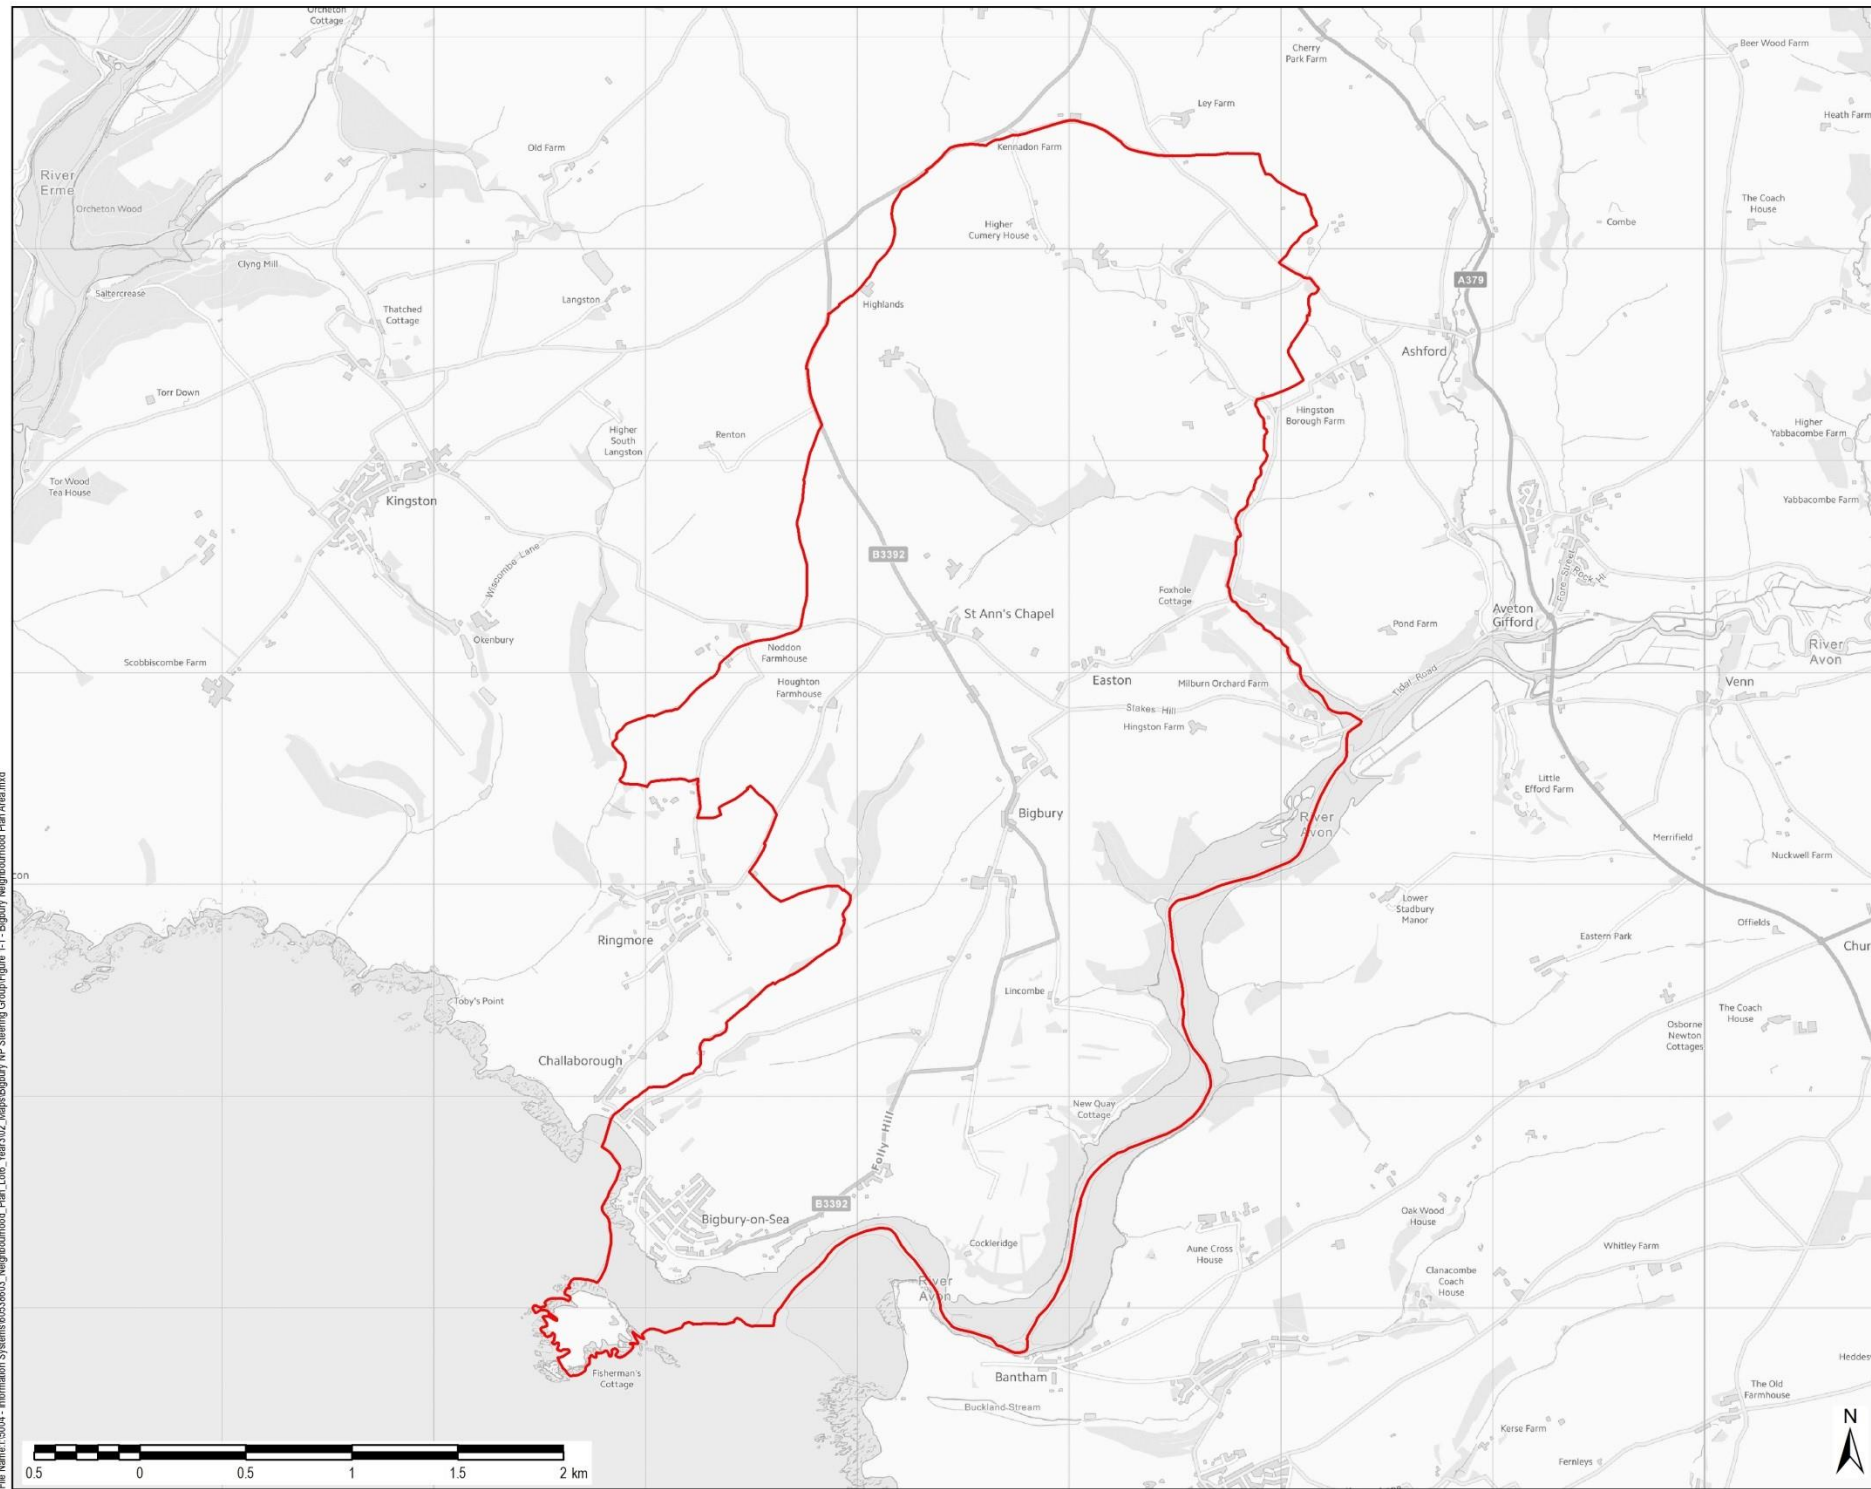 Orcheton
Cottage
Cherry
Park Farm
Beer Wood Farm
Ley Farm
Heath Farm
Old Farm
Kennadon Farm
River
Erme
Orcheton Wood
The Coach
House
Combe
Higher
Cumery House
Clyng Mill
A379
Saltercrease
Langston
Highlands
Thatched
Cottage
Ashford
Torr Down
Hingston
Borough Farm
Higher
Yabbacombe Farm
Higher
South
Langston
Renton
Tor Wood
Tea House
Kingston
Yabbacombe Farm
B3392
Wiscombe Lane
Fore Street
Rock Hl
Foxhole
Cottage
St Ann's Chapel
Aveton
Gifford
Pond Farm
Okenbury
Noddon
Farmhouse
River
Avon
Scobbiscombe Farm
Houghton
Farmhouse
Easton
Milburn Orchard Farm
Tidal Road
Venn
Stakes Hill
Hingston Farm
Little
Efford Farm
Bigbury
River
Avon
Merrifield
Nuckwell Farm
con
Lower
Stadbury
Manor
Offields
Ringmore
Eastern Park
Chur
Lincombe
Toby's Point
The Coach
House
Osborne
Newton
Cottages
Challaborough
New Quay
Cottage
Folly Hill
B3392
Bigbury-on-Sea
Oak Wood
House
Cockleridge
Aune Cross
House
Whitley Farm
River
Avon
Clanacombe
Coach
House
Fisherman's
Cottage
Bantham
Heddes
The Old
Farmhouse
Buckland Stream
Kerse Farm
Fernleys
N
0.5 0 0.5 1 1.5 2 km